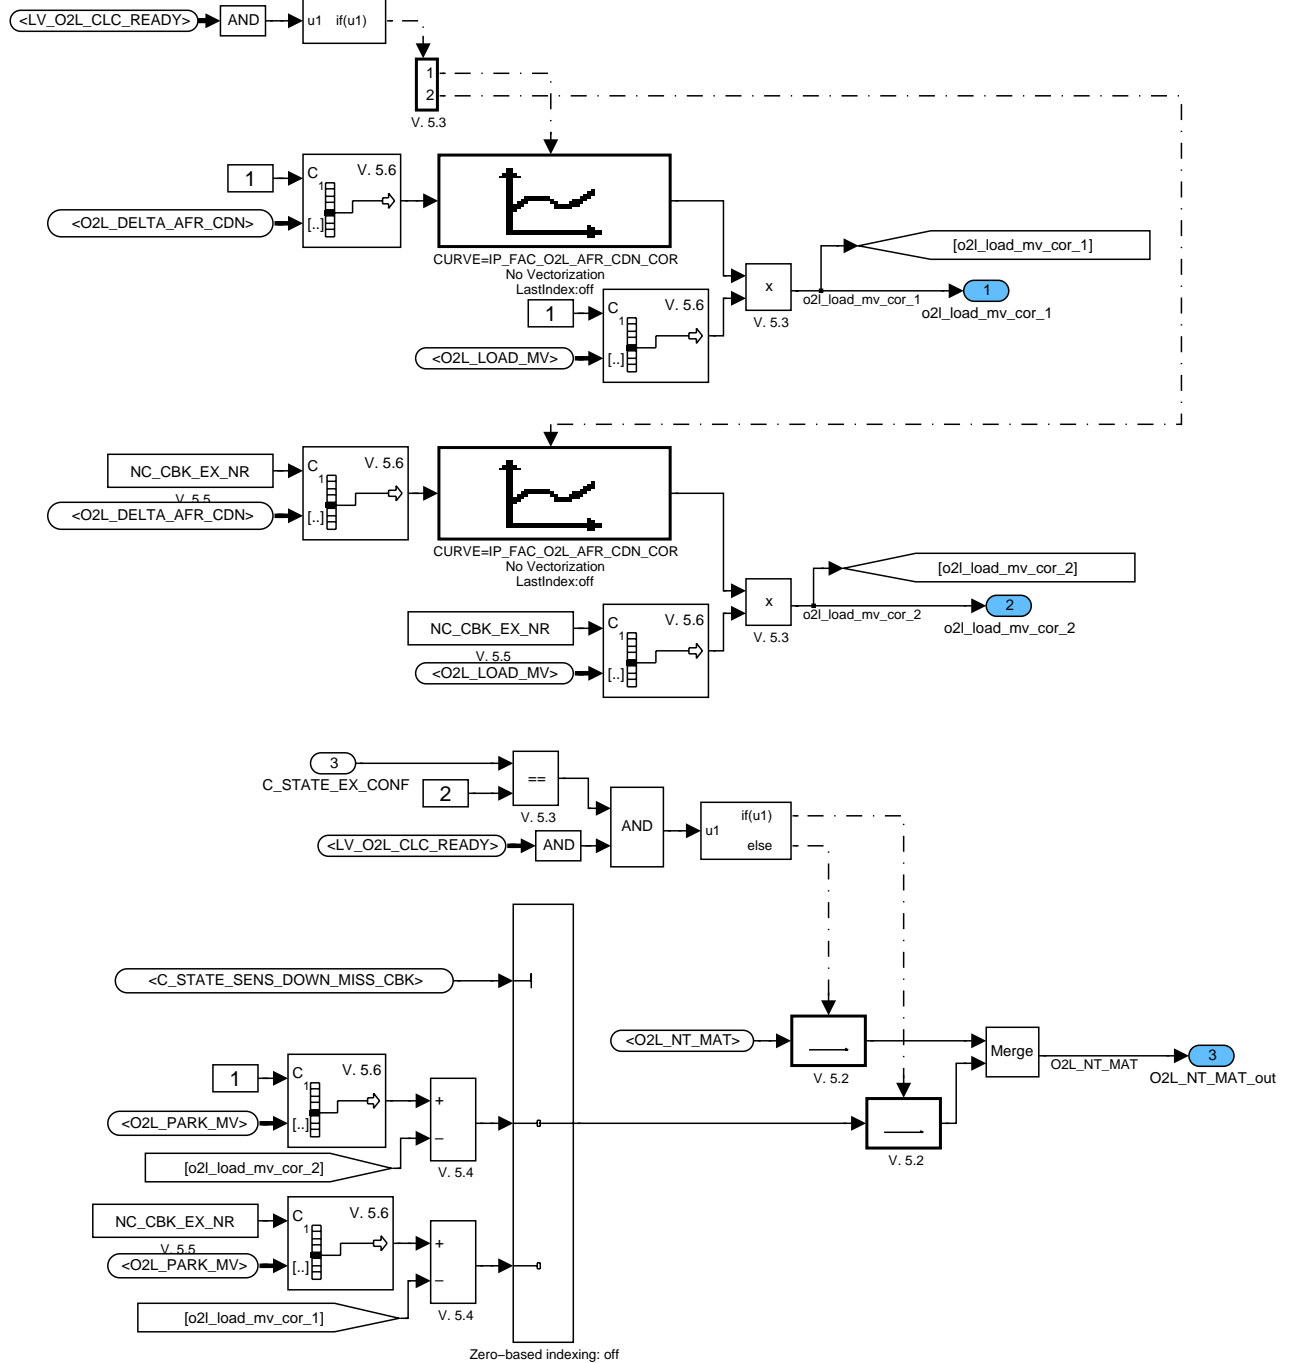 <LV_O2L_CLC_READY>
AND
u1 if(u1)
1
2
V. 5.3
1
C
1
V. 5.6
<O2L_DELTA_AFR_CDN>
[..]
CURVE=IP_FAC_O2L_AFR_CDN_COR
No Vectorization
LastIndex:off
[o2l_load_mv_cor_1]
x
V. 5.3
o2l_load_mv_cor_1
1
o2l_load_mv_cor_1
1
C
1
V. 5.6
<O2L_LOAD_MV>
[..]
NC_CBK_EX_NR
V. 5.5
C
1
V. 5.6
<O2L_DELTA_AFR_CDN>
[..]
CURVE=IP_FAC_O2L_AFR_CDN_COR
No Vectorization
LastIndex:off
[o2l_load_mv_cor_2]
x
V. 5.3
o2l_load_mv_cor_2
2
o2l_load_mv_cor_2
NC_CBK_EX_NR
V. 5.5
C
1
V. 5.6
<O2L_LOAD_MV>
[..]
3
C_STATE_EX_CONF
2
==
V. 5.3
<LV_O2L_CLC_READY>
AND
AND
u1
if(u1)
else
<C_STATE_SENS_DOWN_MISS_CBK>
<O2L_NT_MAT>
V. 5.2
Merge
O2L_NT_MAT
3
O2L_NT_MAT_out
V. 5.2
1
C
1
V. 5.6
<O2L_PARK_MV>
[..]
+
−
V. 5.4
[o2l_load_mv_cor_2]
NC_CBK_EX_NR
V. 5.5
C
1
V. 5.6
<O2L_PARK_MV>
[..]
+
−
V. 5.4
[o2l_load_mv_cor_1]
Zero−based indexing: off